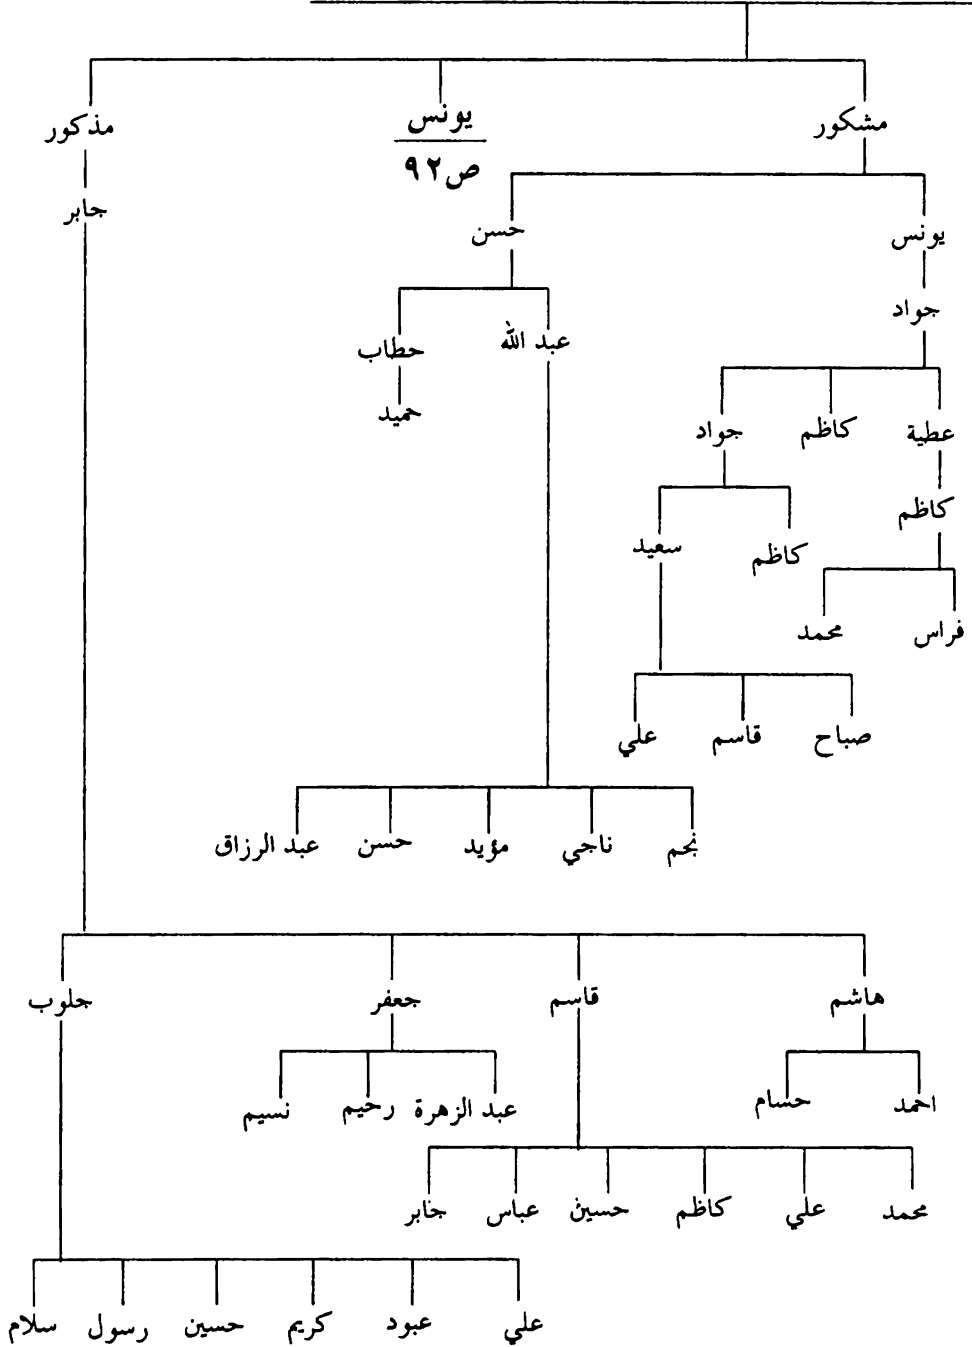 مشكور يونس مذكور
ص٩٢
جابر
يونس حسن
جواد
عبد الله حطاب
حميد
عطية كاظم جواد
كاظم
كاظم سعيد
فراس محمد
صباح قاسم علي
نجم ناجي مؤيد حسن عبد الرزاق
هاشم قاسم جعفر جلوب
احمد حسام عبد الزهرة رحيم نسيم
محمد علي كاظم حسين عباس جابر
علي عبود كريم حسين رسول سلام